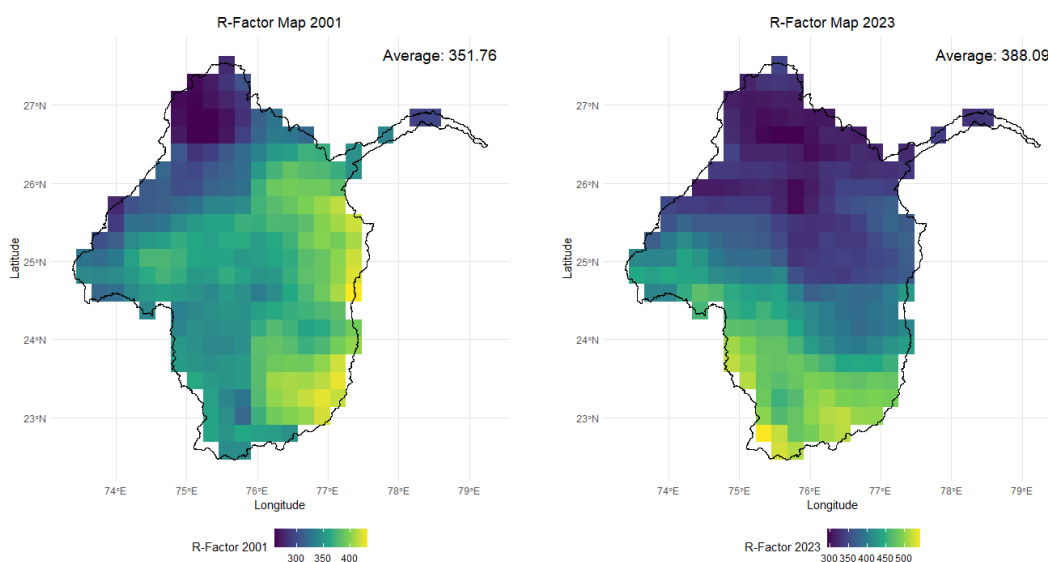 R-Factor Map 2001
Average: 351.76
27°N
26°N
25°N
24°N
23°N
Latitude
74°E 75°E 76°E 77°E 78°E 79°E
Longitude
R-Factor 2001
300 350 400
R-Factor Map 2023
Average: 388.09
27°N
26°N
25°N
24°N
23°N
Latitude
74°E 75°E 76°E 77°E 78°E 79°E
Longitude
R-Factor 2023
300 350 400 450 500